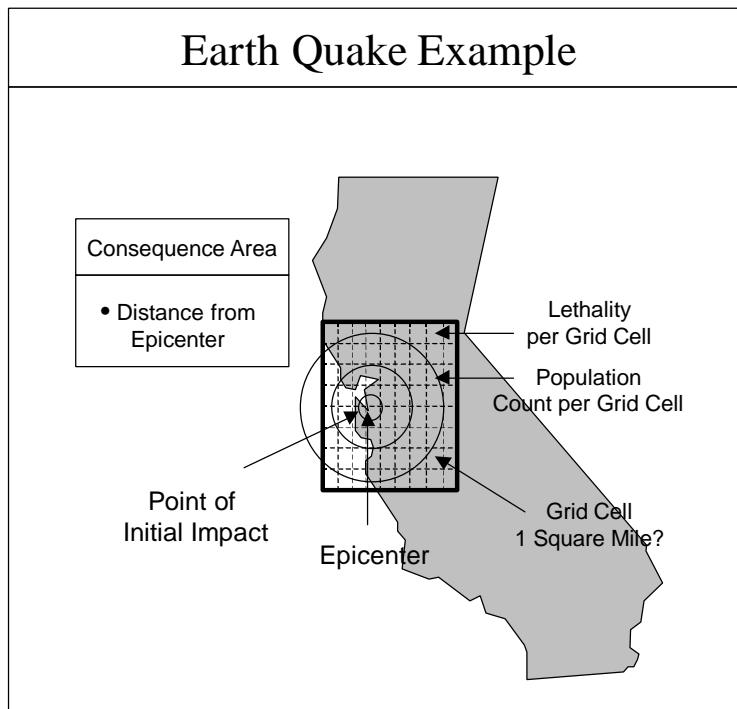 Earth Quake Example
Consequence Area
• Distance from
Epicenter
Lethality
per Grid Cell
Population
Count per Grid Cell
Grid Cell
1 Square Mile?
Point of
Initial Impact
Epicenter